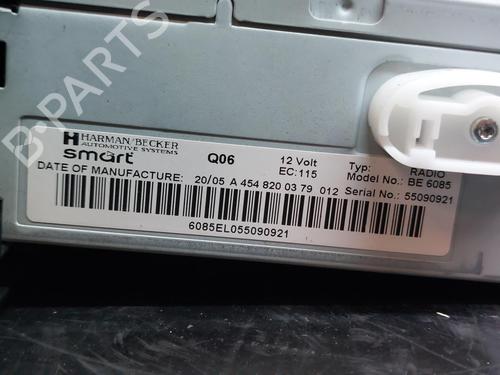 B-PARTS
HARMAN/BECKER
AUTOMOTIVE SYSTEMS
smart Q06 12 Volt Typ: RADIO
EC:115 Model No.: BE 6085
DATE OF MANUFACTURE: 20/05 A 454 820 03 79 012 Serial No.: 55090921
6085EL055090921